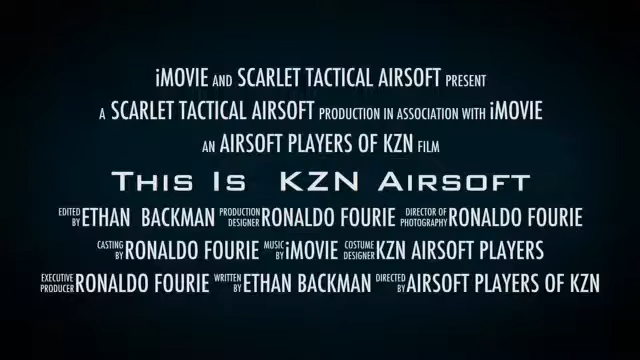 iMOVIE AND SCARLET TACTICAL AIRSOFT PRESENT
A SCARLET TACTICAL AIRSOFT PRODUCTION IN ASSOCIATION WITH iMOVIE
AN AIRSOFT PLAYERS OF KZN FILM
THIS IS KZN AIRSOFT
EDITED BY ETHAN BACKMAN PRODUCTION DESIGNER RONALDO FOURIE DIRECTOR OF PHOTOGRAPHY RONALDO FOURIE
CASTING BY RONALDO FOURIE MUSIC BY iMOVIE COSTUME DESIGNER KZN AIRSOFT PLAYERS
EXECUTIVE PRODUCER RONALDO FOURIE WRITTEN BY ETHAN BACKMAN DIRECTED BY AIRSOFT PLAYERS OF KZN